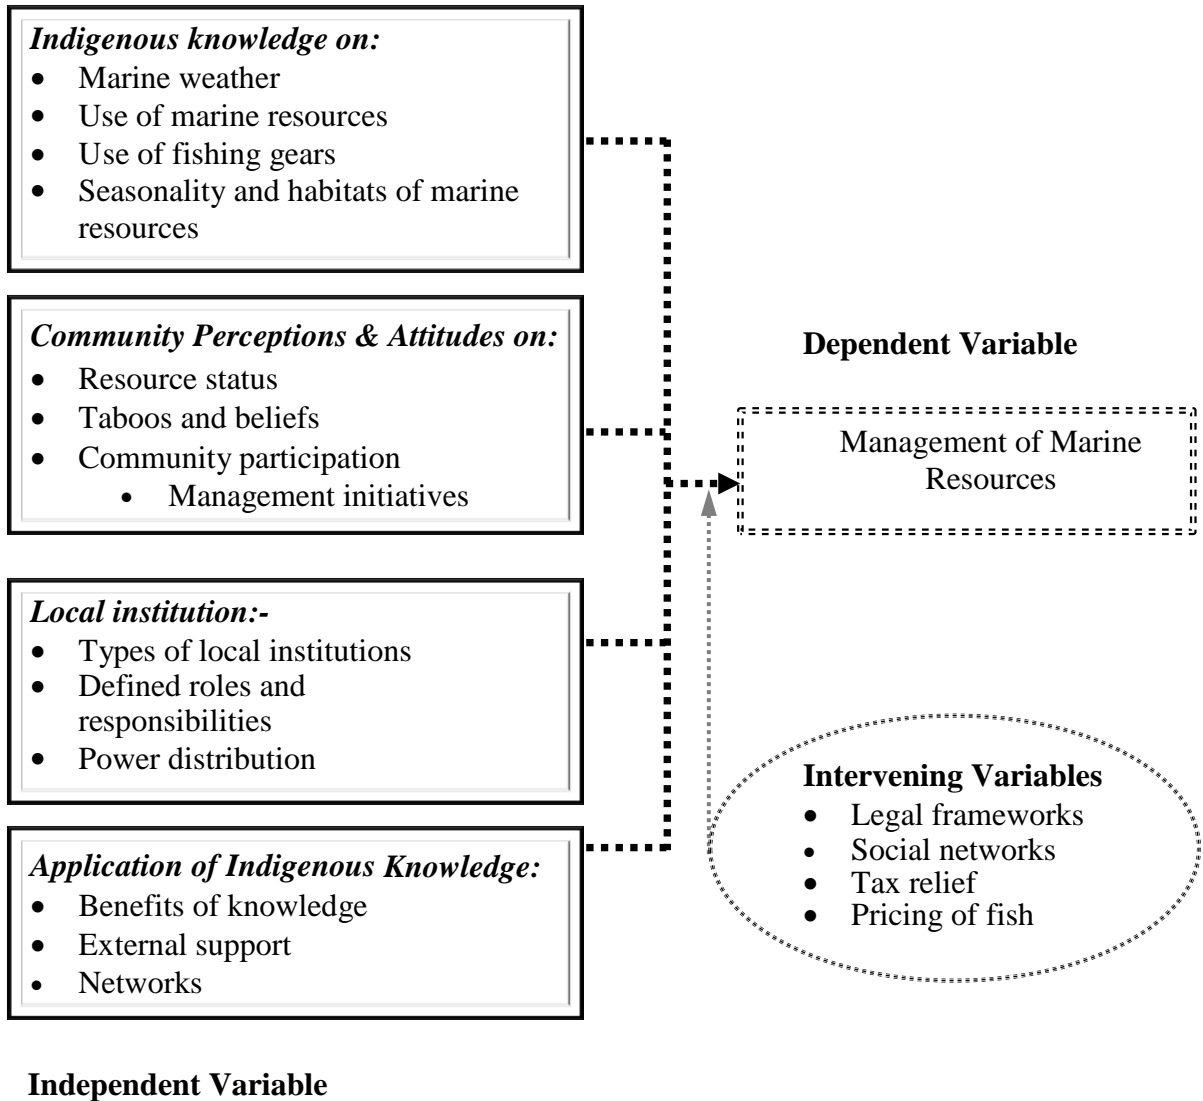 Indigenous knowledge on:
• Marine weather
• Use of marine resources
• Use of fishing gears
• Seasonality and habitats of marine
resources
Community Perceptions & Attitudes on:
• Resource status
• Taboos and beliefs
• Community participation
• Management initiatives
Local institution:-
• Types of local institutions
• Defined roles and
responsibilities
• Power distribution
Application of Indigenous Knowledge:
• Benefits of knowledge
• External support
• Networks
Independent Variable
Dependent Variable
Management of Marine
Resources
Intervening Variables
• Legal frameworks
• Social networks
• Tax relief
• Pricing of fish